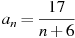 aₙ = 17/(n + 6)